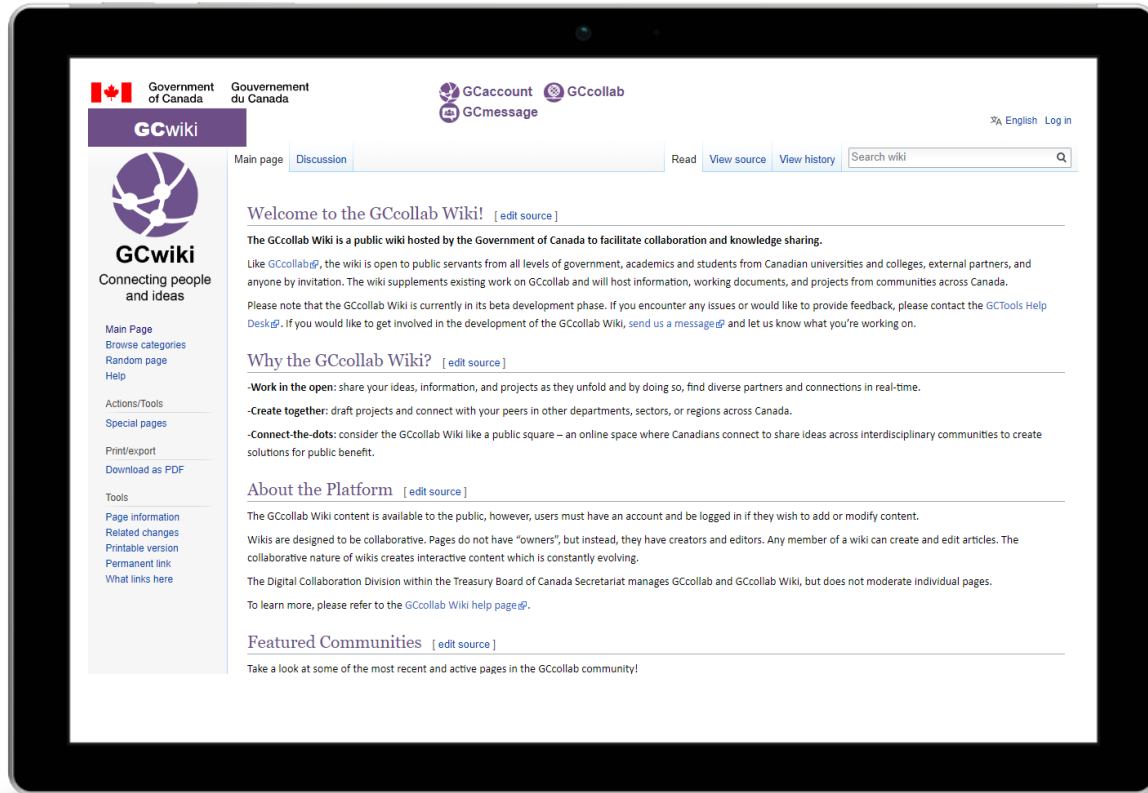 Government of Canada
Gouvernement du Canada
GCaccount GCcollab
GCmessage
English Log in
GCwiki
Main page Discussion Read View source View history Search wiki
GCwiki
Connecting people
and ideas
Main Page
Browse categories
Random page
Help
Actions/Tools
Special pages
Print/export
Download as PDF
Tools
Page information
Related changes
Printable version
Permanent link
What links here
Welcome to the GCcollab Wiki! [ edit source ]
The GCcollab Wiki is a public wiki hosted by the Government of Canada to facilitate collaboration and knowledge sharing.
Like GCcollab, the wiki is open to public servants from all levels of government, academics and students from Canadian universities and colleges, external partners, and
anyone by invitation. The wiki supplements existing work on GCcollab and will host information, working documents, and projects from communities across Canada.
Please note that the GCcollab Wiki is currently in its beta development phase. If you encounter any issues or would like to provide feedback, please contact the GCTools Help
Desk. If you would like to get involved in the development of the GCcollab Wiki, send us a message and let us know what you're working on.
Why the GCcollab Wiki? [ edit source ]
-Work in the open: share your ideas, information, and projects as they unfold and by doing so, find diverse partners and connections in real-time.
-Create together: draft projects and connect with your peers in other departments, sectors, or regions across Canada.
-Connect-the-dots: consider the GCcollab Wiki like a public square – an online space where Canadians connect to share ideas across interdisciplinary communities to create
solutions for public benefit.
About the Platform [ edit source ]
The GCcollab Wiki content is available to the public, however, users must have an account and be logged in if they wish to add or modify content.
Wikis are designed to be collaborative. Pages do not have “owners”, but instead, they have creators and editors. Any member of a wiki can create and edit articles. The
collaborative nature of wikis creates interactive content which is constantly evolving.
The Digital Collaboration Division within the Treasury Board of Canada Secretariat manages GCcollab and GCcollab Wiki, but does not moderate individual pages.
To learn more, please refer to the GCcollab Wiki help page.
Featured Communities [ edit source ]
Take a look at some of the most recent and active pages in the GCcollab community!